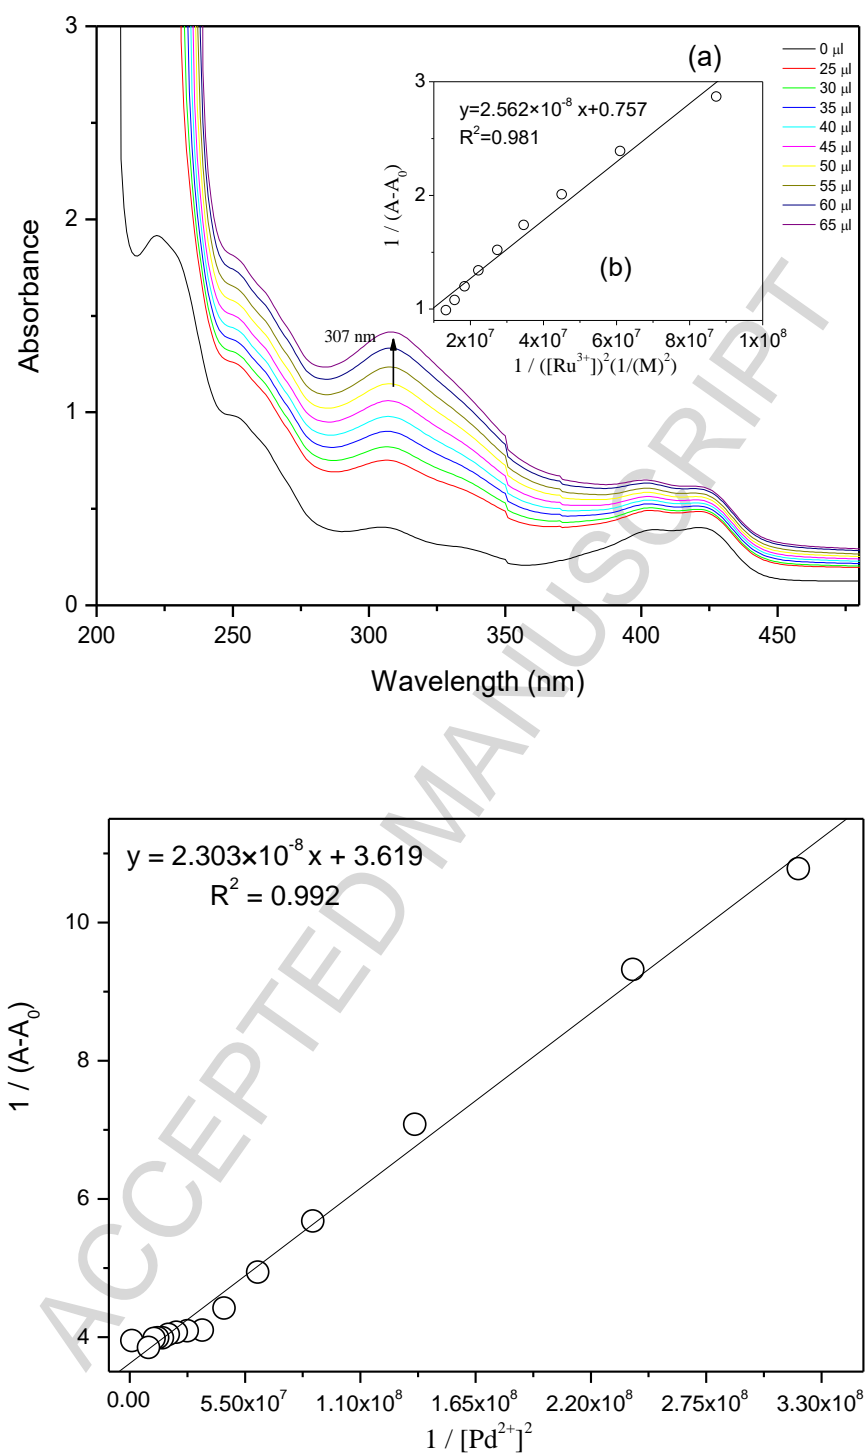 3
(a)
0 µl
25 µl
30 µl
35 µl
40 µl
45 µl
50 µl
55 µl
60 µl
65 µl
3
y=2.562×10⁻⁸ x+0.757
R²=0.981
2
1 / (A-A₀)
(b)
1
2x10⁷ 4x10⁷ 6x10⁷ 8x10⁷ 1x10⁸
1 / ([Ru³⁺])²(1/(M)²)
2
Absorbance
307 nm
1
0
200 250 300 350 400 450
Wavelength (nm)
y = 2.303×10⁻⁸ x + 3.619
R² = 0.992
10
8
1 / (A-A₀)
6
4
0.00 5.50x10⁷ 1.10x10⁸ 1.65x10⁸ 2.20x10⁸ 2.75x10⁸ 3.30x10⁸
1 / [Pd²⁺]²
ACCEPTED MANUSCRIPT